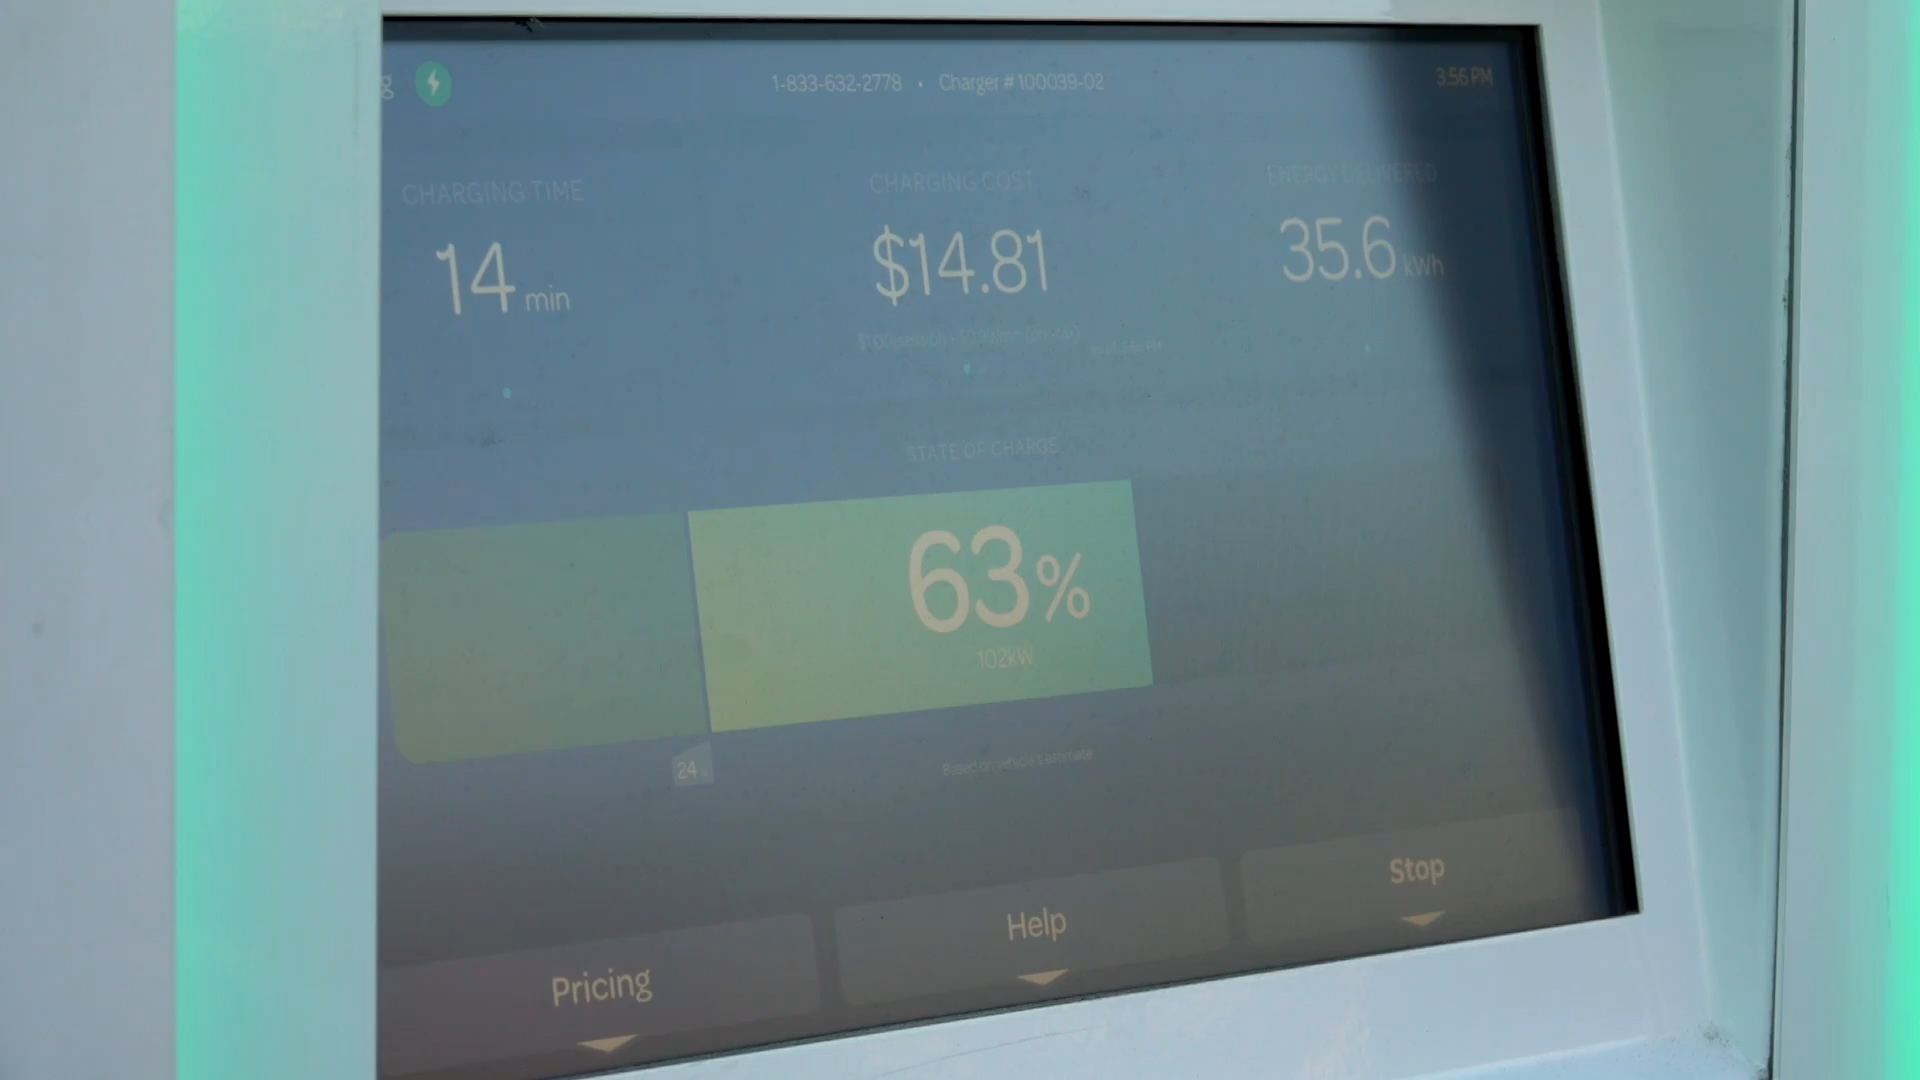 1-833-632-2778 • Charger # 100039-02
3:56 PM
CHARGING TIME
14 min
CHARGING COST
$14.81
ENERGY DELIVERED
35.6 kWh
STATE OF CHARGE
63%
102kW
24
Based on vehicle's estimate
Pricing
Help
Stop